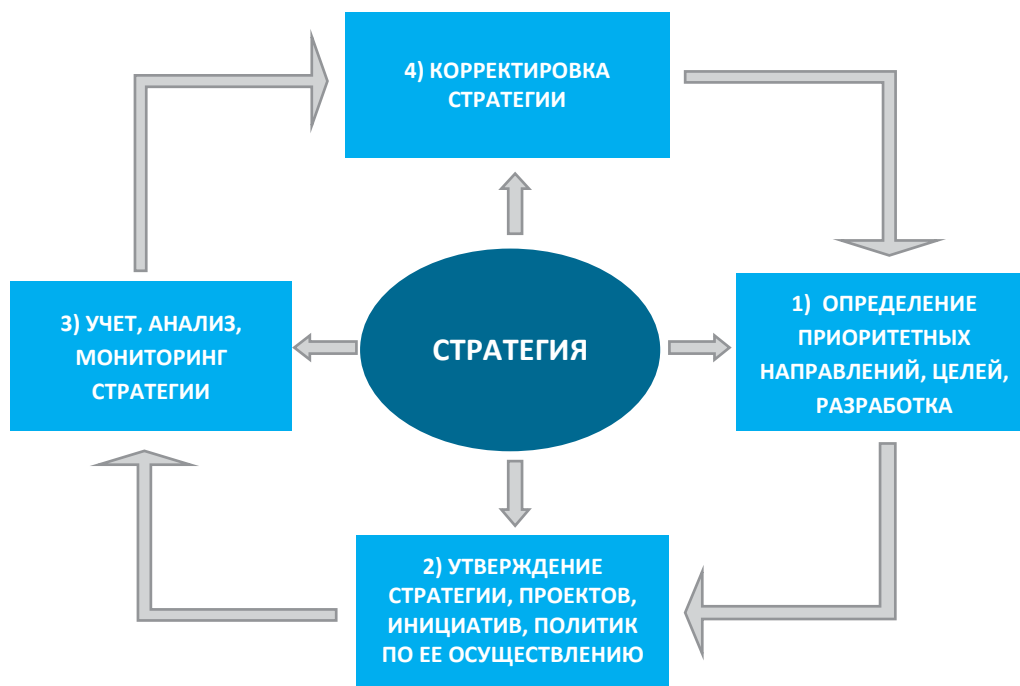 4) КОРРЕКТИРОВКА
СТРАТЕГИИ
3) УЧЕТ, АНАЛИЗ,
МОНИТОРИНГ
СТРАТЕГИИ
СТРАТЕГИЯ
1) ОПРЕДЕЛЕНИЕ
ПРИОРИТЕТНЫХ
НАПРАВЛЕНИЙ, ЦЕЛЕЙ,
РАЗРАБОТКА
2) УТВЕРЖДЕНИЕ
СТРАТЕГИИ, ПРОЕКТОВ,
ИНИЦИАТИВ, ПОЛИТИК
ПО ЕЕ ОСУЩЕСТВЛЕНИЮ